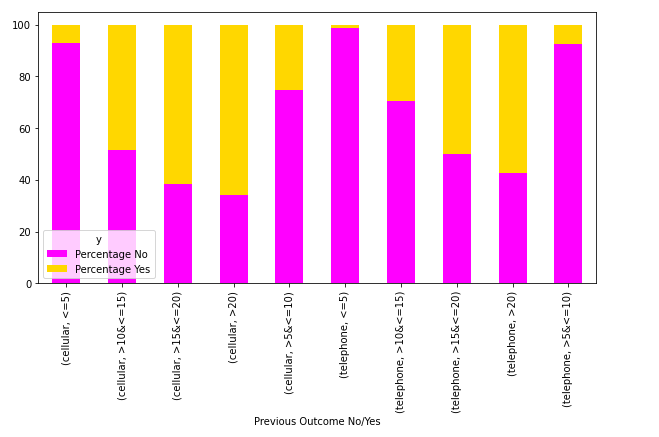 100
80
60
40
20
0
y
Percentage No
Percentage Yes
(cellular, <=5)
(cellular, >10&<=15)
(cellular, >15&<=20)
(cellular, >20)
(cellular, >5&<=10)
(telephone, <=5)
(telephone, >10&<=15)
(telephone, >15&<=20)
(telephone, >20)
(telephone, >5&<=10)
Previous Outcome No/Yes